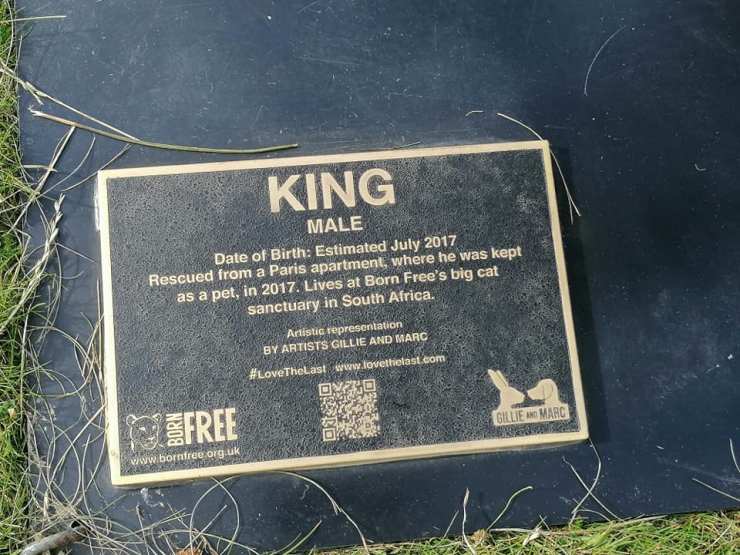 KING
MALE
Date of Birth: Estimated July 2017
Rescued from a Paris apartment, where he was kept
as a pet, in 2017. Lives at Born Free's big cat
sanctuary in South Africa.
Artistic representation
BY ARTISTS GILLIE AND MARC
#LoveTheLast www.lovethelast.com
BORN FREE
www.bornfree.org.uk
GILLIE AND MARC